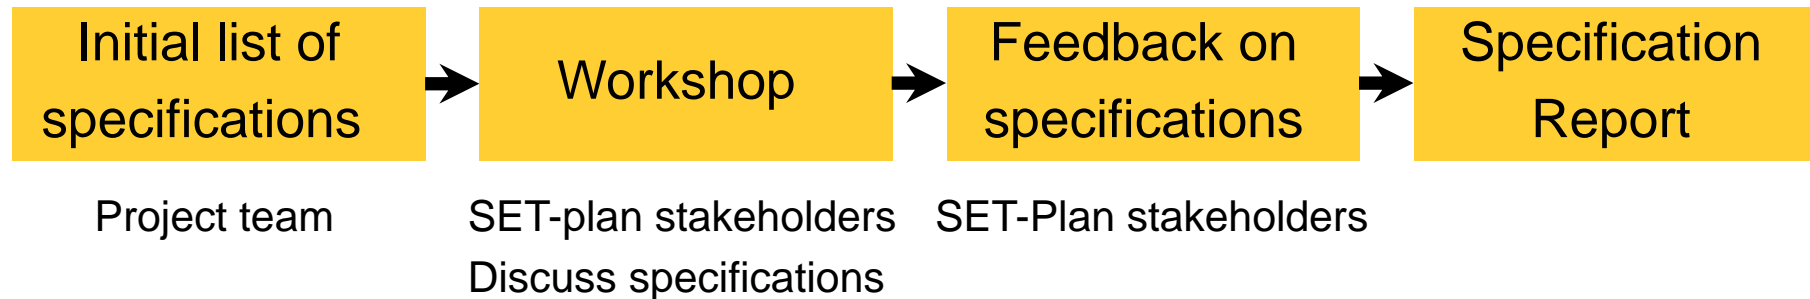 Initial list of
specifications
Workshop
Feedback on
specifications
Specification
Report
Project team
SET-plan stakeholders
Discuss specifications
SET-Plan stakeholders